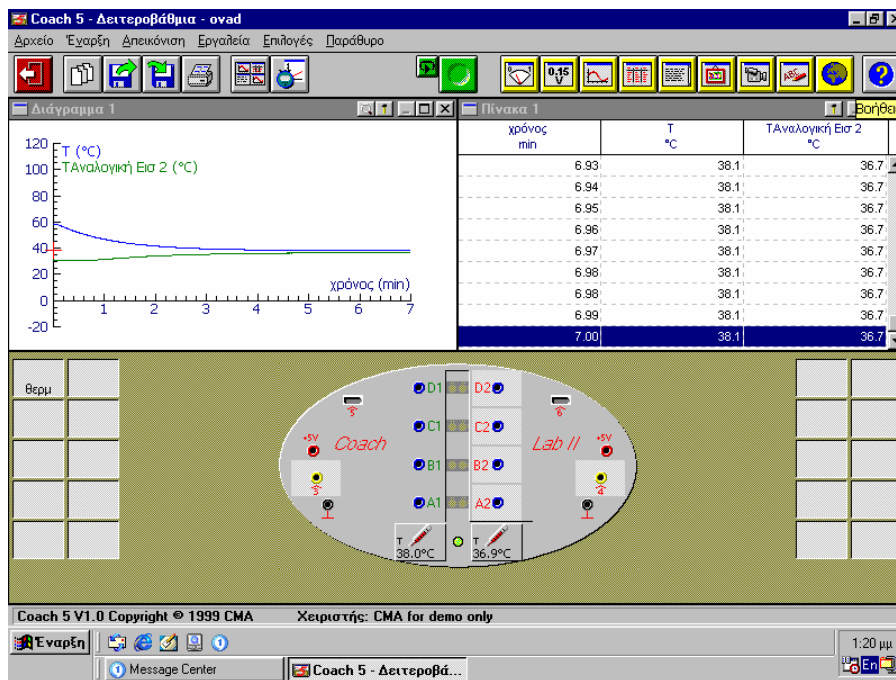 Coach 5 - Δειτεροβάθμια - ovad
Αρχείο Έναρξη Απεικόνιση Εργαλεία Επιλογές Παράθυρο
0.15 V
Διάγραμμα 1
120
100
80
60
40
20
0
-20
T (°C)
TΑναλογική Εισ 2 (°C)
χρόνος (min)
1 2 3 4 5 6 7
Πίνακα 1
Βοήθει
χρόνος T TΑναλογική Εισ 2
min °C °C
6.93 38.1 36.7
6.94 38.1 36.7
6.95 38.1 36.7
6.96 38.1 36.7
6.97 38.1 36.7
6.98 38.1 36.7
6.98 38.1 36.7
6.99 38.1 36.7
7.00 38.1 36.7
θερμ
D1 D2
5 6
C1 C2
+5V Coach Lab II +5V
B1 B2
3 4
A1 A2
T T
38.0°C 36.9°C
Coach 5 V1.0 Copyright © 1999 CMA Χειριστής: CMA for demo only
Έναρξη
1:20 μμ
Message Center Coach 5 - Δειτεροβά...
En